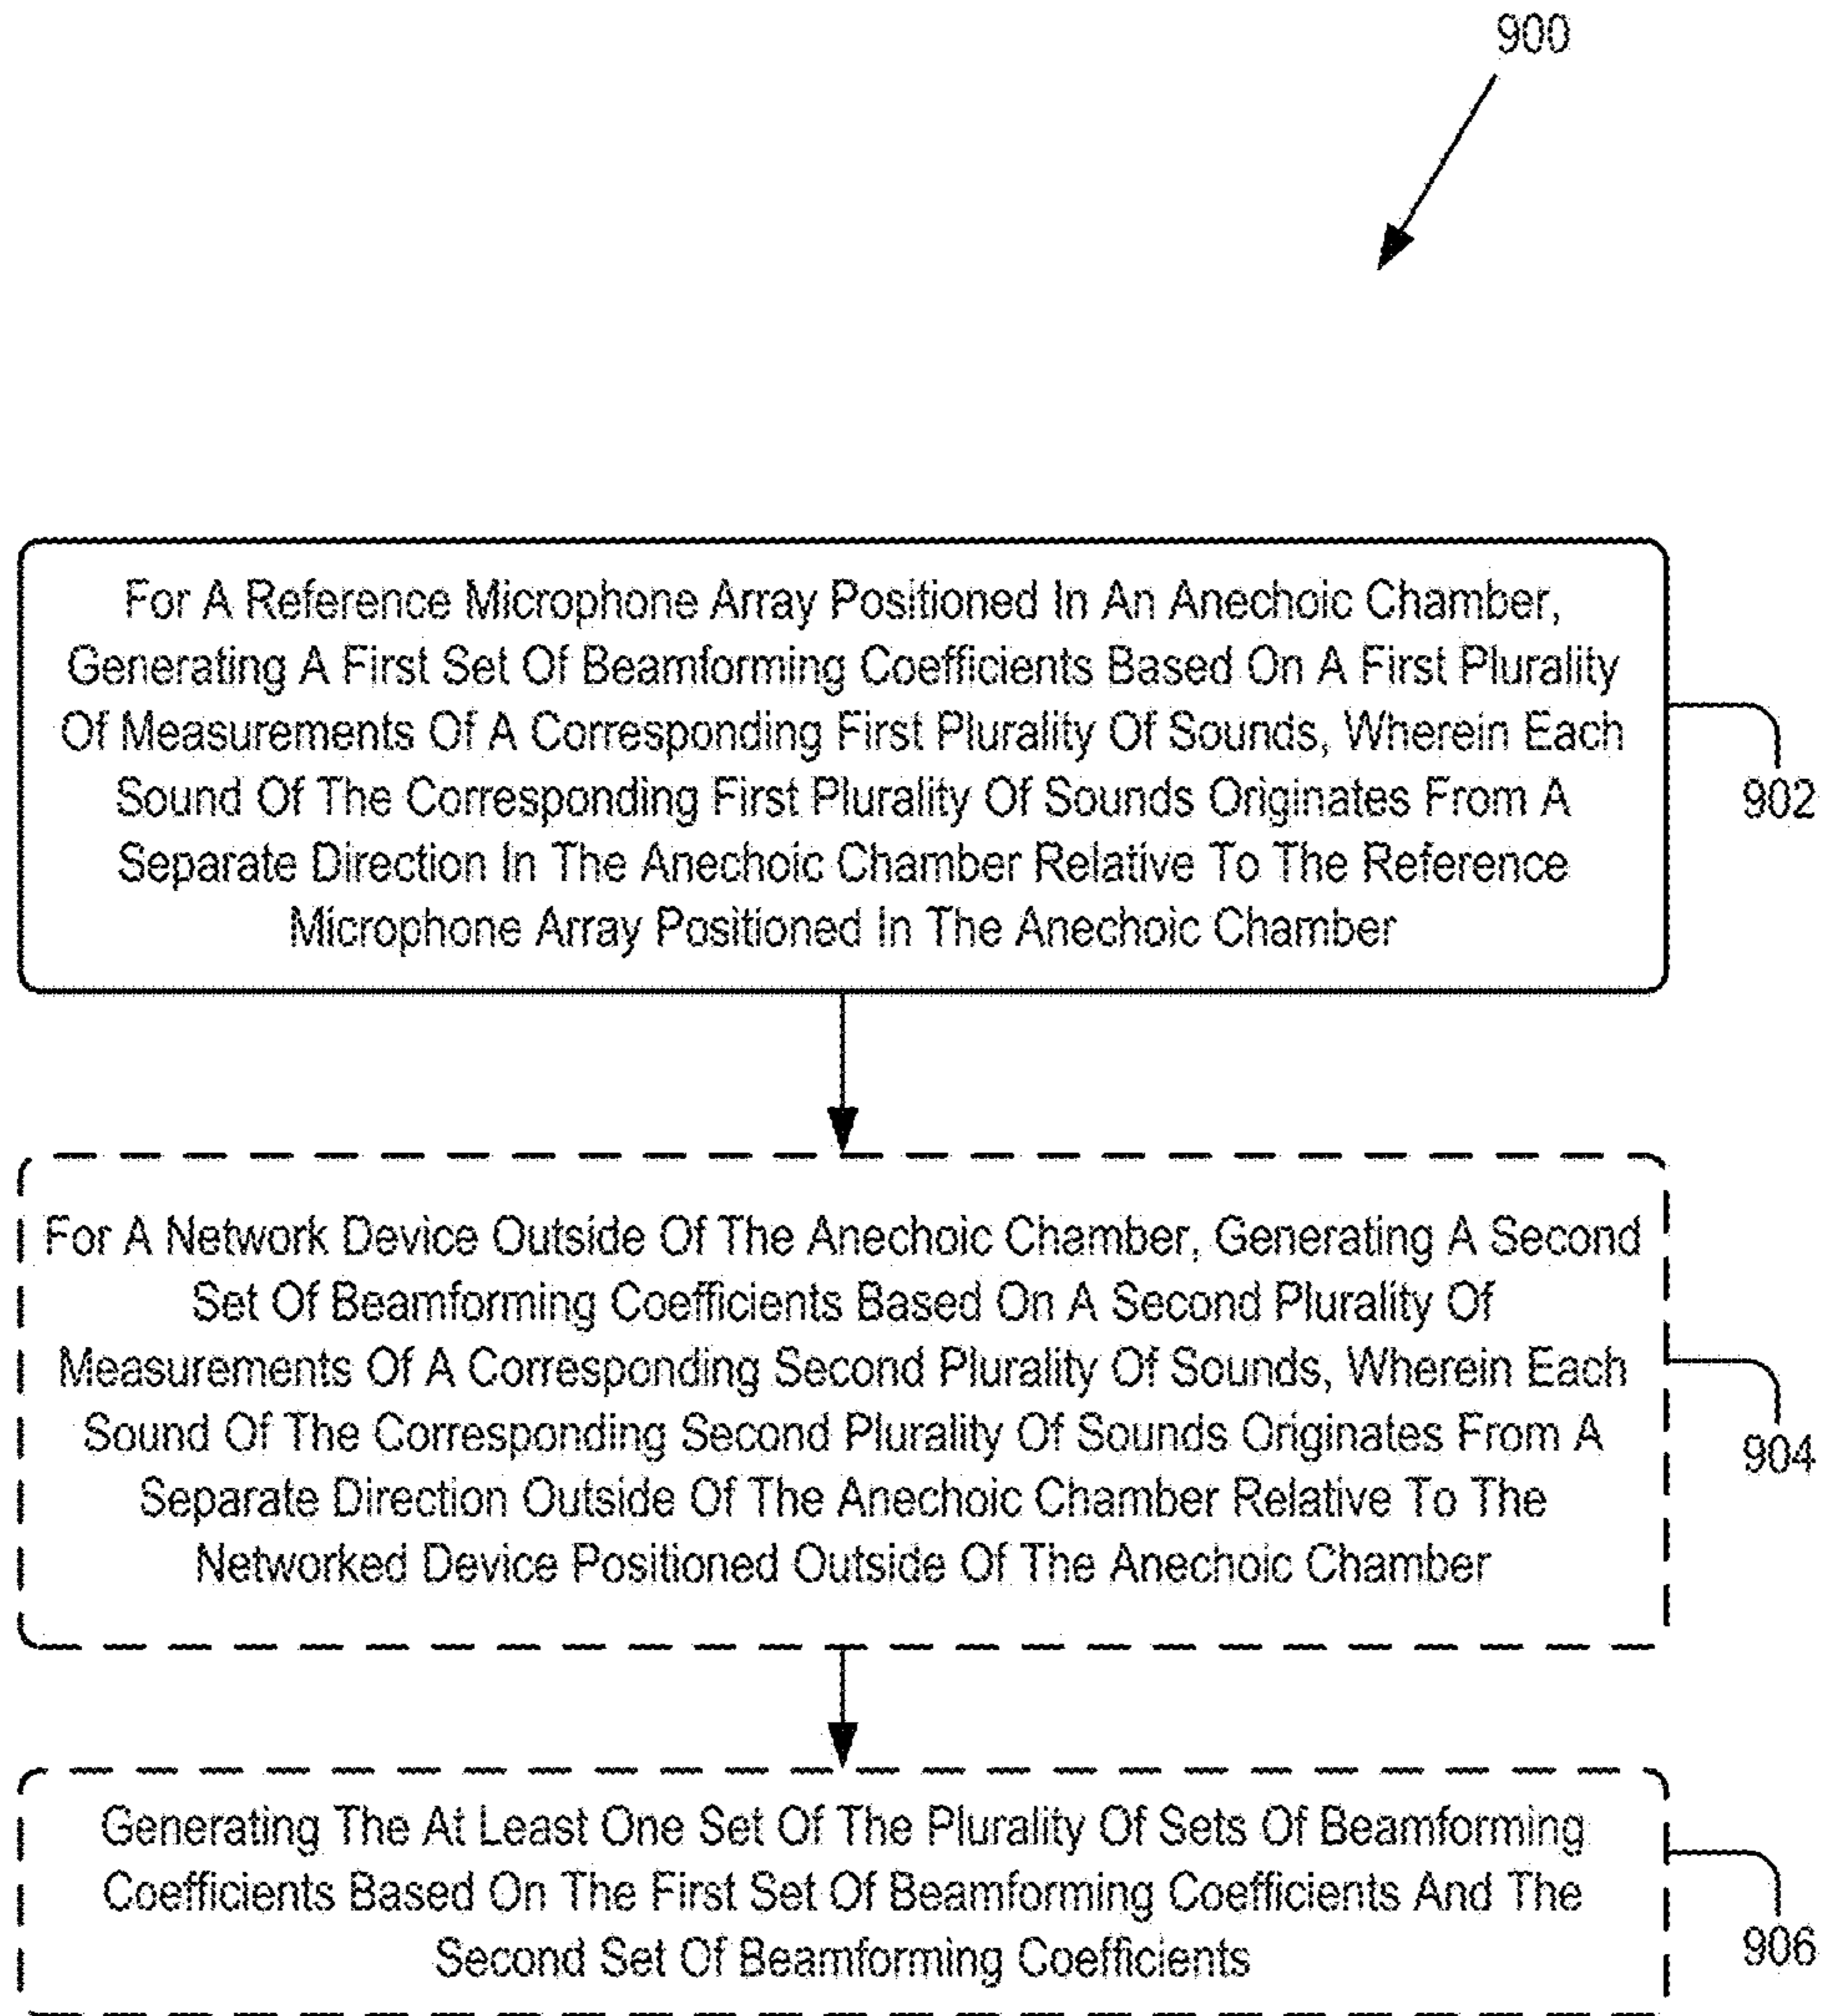 900
For A Reference Microphone Array Positioned In An Anechoic Chamber,
Generating A First Set Of Beamforming Coefficients Based On A First Plurality
Of Measurements Of A Corresponding First Plurality Of Sounds, Wherein Each
Sound Of The Corresponding First Plurality Of Sounds Originates From A
Separate Direction In The Anechoic Chamber Relative To The Reference
Microphone Array Positioned In The Anechoic Chamber
902
For A Network Device Outside Of The Anechoic Chamber, Generating A Second
Set Of Beamforming Coefficients Based On A Second Plurality Of
Measurements Of A Corresponding Second Plurality Of Sounds, Wherein Each
Sound Of The Corresponding Second Plurality Of Sounds Originates From A
Separate Direction Outside Of The Anechoic Chamber Relative To The
Networked Device Positioned Outside Of The Anechoic Chamber
904
Generating The At Least One Set Of The Plurality Of Sets Of Beamforming
Coefficients Based On The First Set Of Beamforming Coefficients And The
Second Set Of Beamforming Coefficients
906